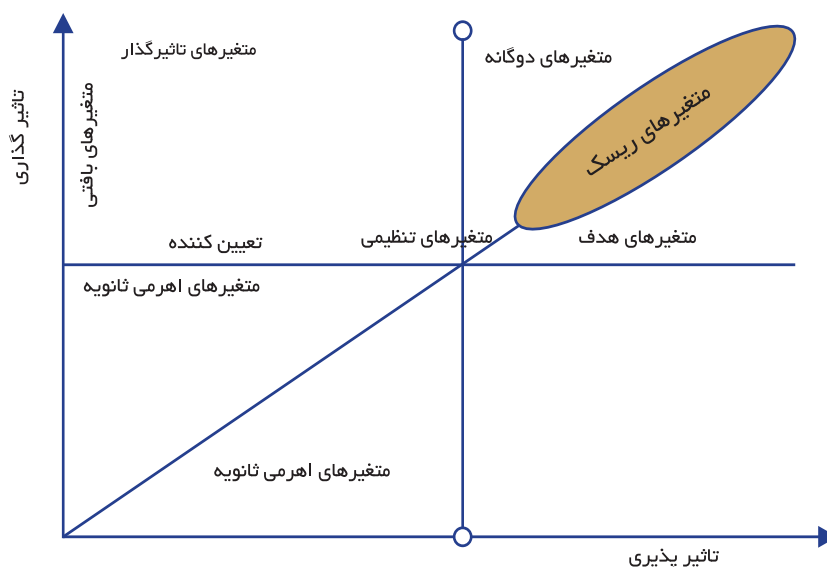 متغیرهای تاثیرگذار
متغیرهای دوگانه
متغیرهای ریسک
تاثیر گذاری
متغیرهای بافتی
تعیین کننده
متغیرهای تنظیمی
متغیرهای هدف
متغیرهای اهرمی ثانویه
متغیرهای اهرمی ثانویه
تاثیر پذیری